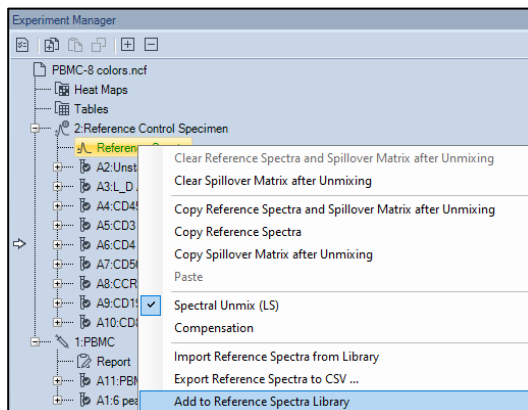 Experiment Manager
PBMC-8 colors.ncf
Heat Maps
Tables
2:Reference Control Specimen
Clear Reference Spectra and Spillover Matrix after Unmixing
Clear Spillover Matrix after Unmixing
Copy Reference Spectra and Spillover Matrix after Unmixing
Copy Reference Spectra
Copy Spillover Matrix after Unmixing
Paste
Spectral Unmix (LS)
Compensation
Import Reference Spectra from Library
Export Reference Spectra to CSV ...
Add to Reference Spectra Library
A2:Unst
A3:L_D
A4:CD45
A5:CD3
A6:CD4
A7:CD56
A8:CCR
A9:CD19
A10:CD8
1:PBMC
Report
A11:PBM
A1:6 pea